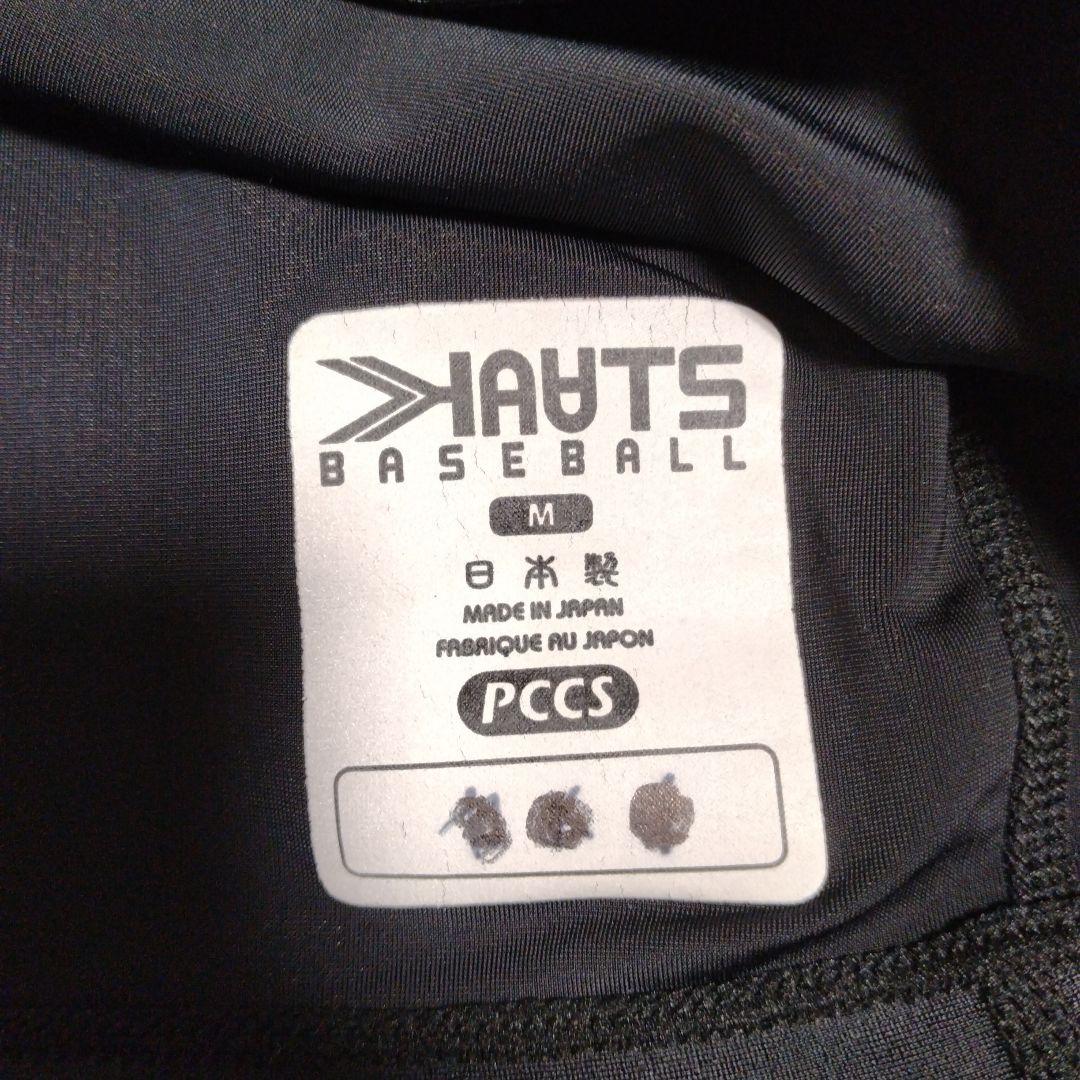 KAATS
BASEBALL
M
日本製
MADE IN JAPAN
FABRIQUE AU JAPON
PCCS